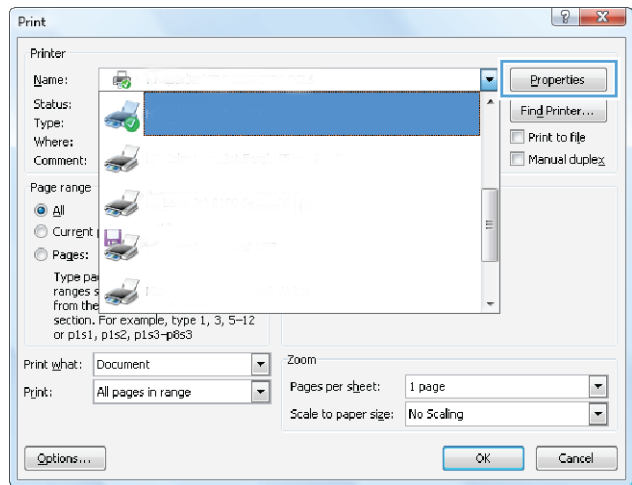 Print
Printer
Name:
Properties
Status:
Find Printer...
Type:
Print to file
Where:
Manual duplex
Comment:
Page range
All
Current
Pages:
Type
ranges
from the
section. For example, type 1, 3, 5–12
or p1s1, p1s2, p1s3–p8s3
Print what: Document
Print: All pages in range
Zoom
Pages per sheet: 1 page
Scale to paper size: No Scaling
Options...
OK
Cancel